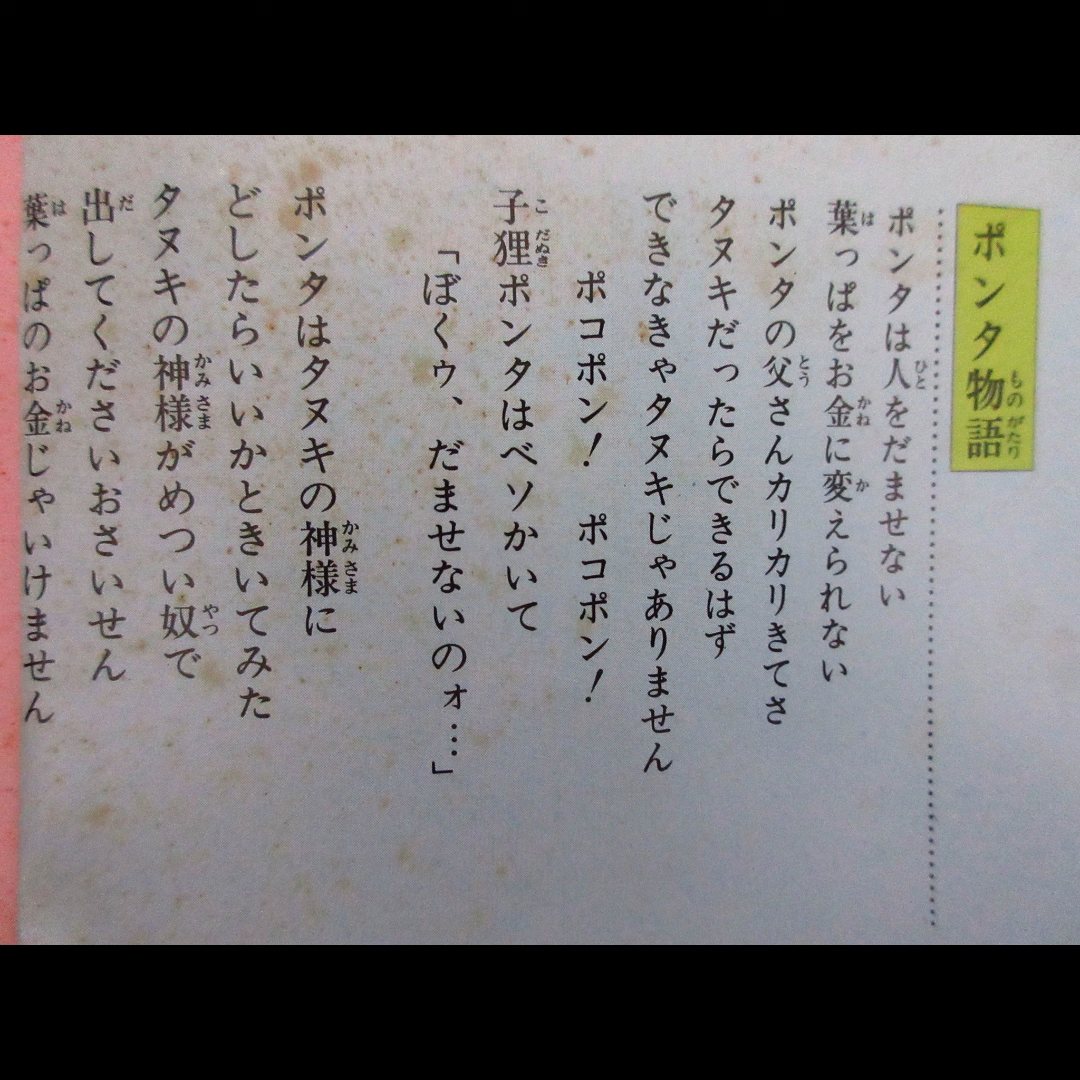 ポンタ物語
ポンタは人をだませない
葉っぱをお金に変えられない
ポンタの父さんカリカリきてさ
タヌキだったらできるはず
できなきゃタヌキじゃありません
ポコポン！ ポコポン！
子狸ポンタはベソかいて
「ぼくゥ、だませないのォ…」
ポンタはタヌキの神様に
どしたらいいかときいてみた
タヌキの神様がめつい奴で
出してくださいおさいせん
葉っぱのお金じゃいけません